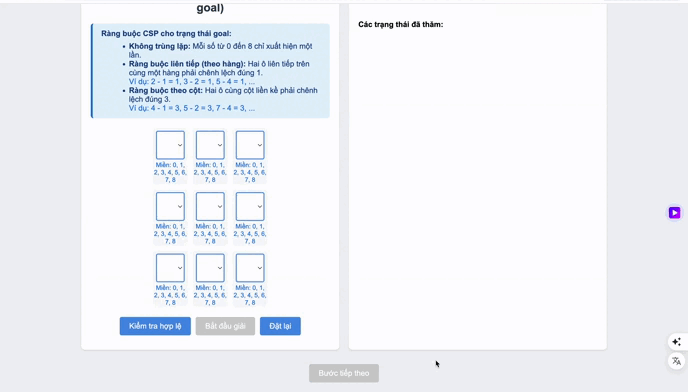 goal)
Ràng buộc CSP cho trạng thái goal:
• Không trùng lặp: Mỗi số từ 0 đến 8 chỉ xuất hiện một
lần.
• Ràng buộc liên tiếp (theo hàng): Hai ô liên tiếp trên
cùng một hàng phải chênh lệch đúng 1.
Ví dụ: 2 - 1 = 1, 3 - 2 = 1, 5 - 4 = 1, ...
• Ràng buộc theo cột: Hai ô cùng cột liền kề phải chênh
lệch đúng 3.
Ví dụ: 4 - 1 = 3, 5 - 2 = 3, 7 - 4 = 3, ...
Miền: 0, 1, Miền: 0, 1, Miền: 0, 1,
2, 3, 4, 5, 6, 2, 3, 4, 5, 6, 2, 3, 4, 5, 6,
7, 8 7, 8 7, 8
Miền: 0, 1, Miền: 0, 1, Miền: 0, 1,
2, 3, 4, 5, 6, 2, 3, 4, 5, 6, 2, 3, 4, 5, 6,
7, 8 7, 8 7, 8
Miền: 0, 1, Miền: 0, 1, Miền: 0, 1,
2, 3, 4, 5, 6, 2, 3, 4, 5, 6, 2, 3, 4, 5, 6,
7, 8 7, 8 7, 8
Kiểm tra hợp lệ Bắt đầu giải Đặt lại
Các trạng thái đã thăm:
Bước tiếp theo